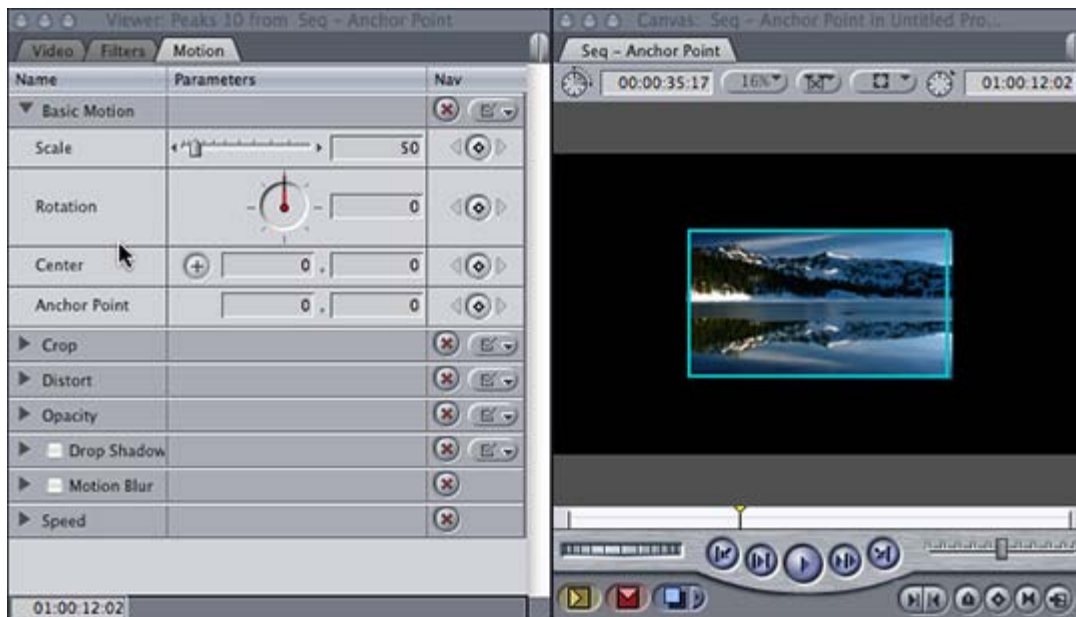 Viewer: Peaks 10 from Seq – Anchor Point
Video Filters Motion
Name Parameters Nav
Basic Motion
Scale 50
Rotation 0
Center 0 , 0
Anchor Point 0 , 0
Crop
Distort
Opacity
Drop Shadow
Motion Blur
Speed
01:00:12:02
Canvas: Seq – Anchor Point in Untitled Pro...
Seq – Anchor Point
00:00:35:17 16% 01:00:12:02